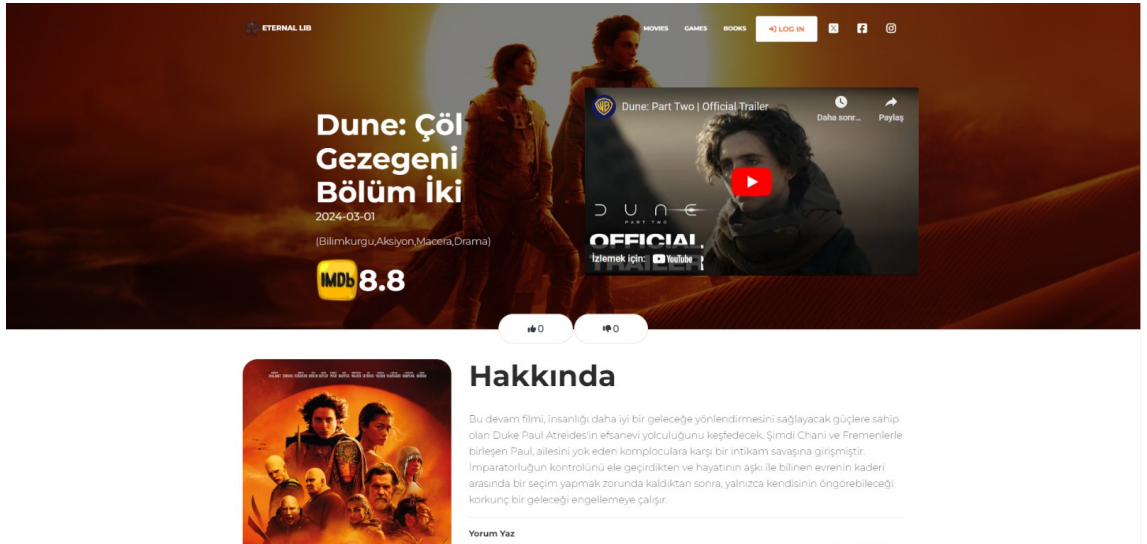 ETERNAL LIB
MOVIES GAMES BOOKS LOG IN
Dune: Part Two | Official Trailer
Daha sonr... Paylaş
Dune: Çöl
Gezegeni
Bölüm İki
2024-03-01
(Bilimkurgu,Aksiyon,Macera,Drama)
IMDb 8.8
DUNE
PART TWO
OFFICIAL
TRAILER
İzlemek için: YouTube
0 0
Hakkında
Bu devam filmi, insanlığı daha iyi bir geleceğe yönlendirmesini sağlayacak güçlere sahip
olan Duke Paul Atreides'in efsanevi yolculuğunu keşfedecek. Şimdi Chani ve Fremenlerle
birleşen Paul, ailesini yok eden komploculara karşı bir intikam savaşına girişmiştir.
İmparatorluğun kontrolünü ele geçirdikten ve hayatının aşkı ile bilinen evrenin kaderi
arasında bir seçim yapmak zorunda kaldıktan sonra, yalnızca kendisinin öngörebileceği
korkunç bir geleceği engellemeye çalışır.
Yorum Yaz